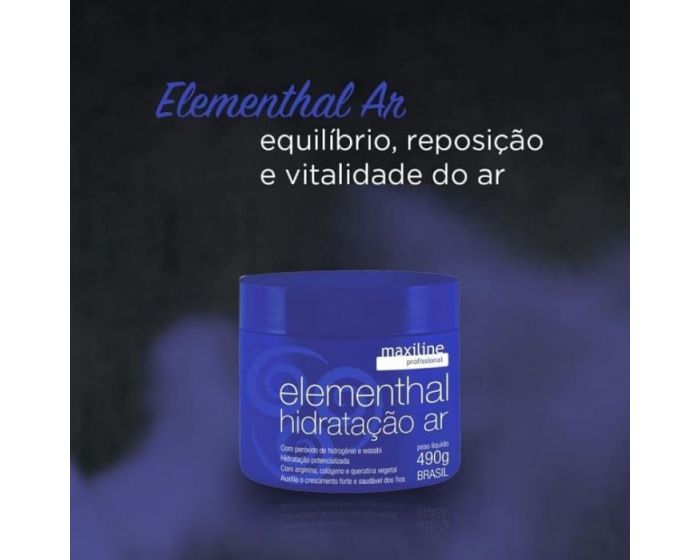 Elementhal Ar
equilíbrio, reposição
e vitalidade do ar
maxiline
profissional
elementhal
hidratação ar
Com peróxido de hidrogênio e wasabi
Hidratação potencializada
Com arginina, colágeno e queratina vegetal
Auxilia o crescimento forte e saudável dos fios
peso líquido
490g
BRASIL